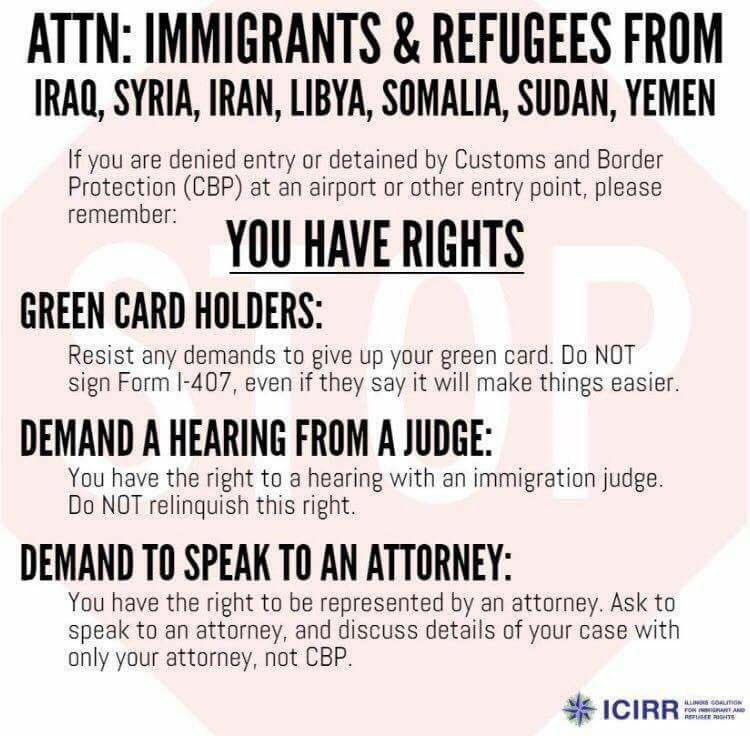 ATTN: IMMIGRANTS & REFUGEES FROM
IRAQ, SYRIA, IRAN, LIBYA, SOMALIA, SUDAN, YEMEN
If you are denied entry or detained by Customs and Border
Protection (CBP) at an airport or other entry point, please
remember:
YOU HAVE RIGHTS
GREEN CARD HOLDERS:
Resist any demands to give up your green card. Do NOT
sign Form I-407, even if they say it will make things easier.
DEMAND A HEARING FROM A JUDGE:
You have the right to a hearing with an immigration judge.
Do NOT relinquish this right.
DEMAND TO SPEAK TO AN ATTORNEY:
You have the right to be represented by an attorney. Ask to
speak to an attorney, and discuss details of your case with
only your attorney, not CBP.
STOP
ICIRR
ILLINOIS COALITION
FOR IMMIGRANT AND
REFUGEE RIGHTS